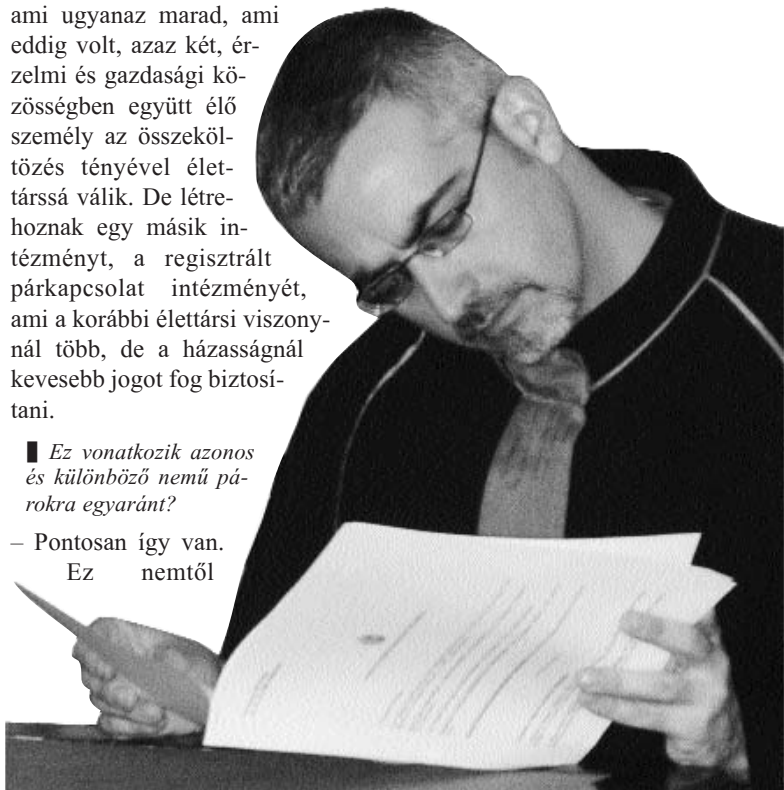 ami ugyanaz marad, ami
eddig volt, azaz két, ér-
zelmi és gazdasági kö-
zösségben együtt élő
személy az összeköl-
tözés tényével élet-
társsá válik. De létre-
hoznak egy másik in-
tézményt, a regisztrált
párkapcsolat intézményét,
ami a korábbi élettársi viszony-
nál több, de a házasságnál
kevesebb jogot fog biztosí-
tani.
Ez vonatkozik azonos
és különböző nemű pá-
rokra egyaránt?
– Pontosan így van.
Ez nemtől